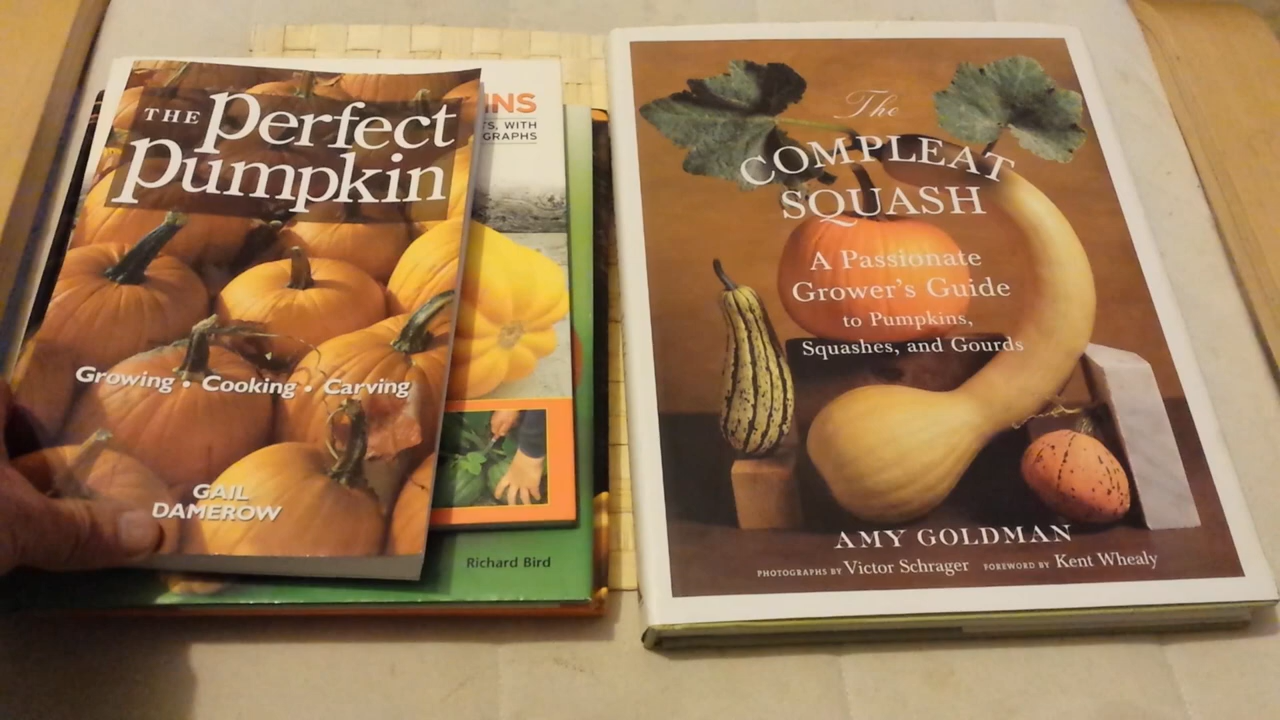 THE Perfect
Pumpkin
Growing • Cooking • Carving
GAIL
DAMEROW
INS
WITH
GRAPHS
Richard Bird
The
COMPLEAT
SQUASH
A Passionate
Grower's Guide
to Pumpkins,
Squashes, and Gourds
AMY GOLDMAN
PHOTOGRAPHS BY Victor Schrager FOREWORD BY Kent Whealy